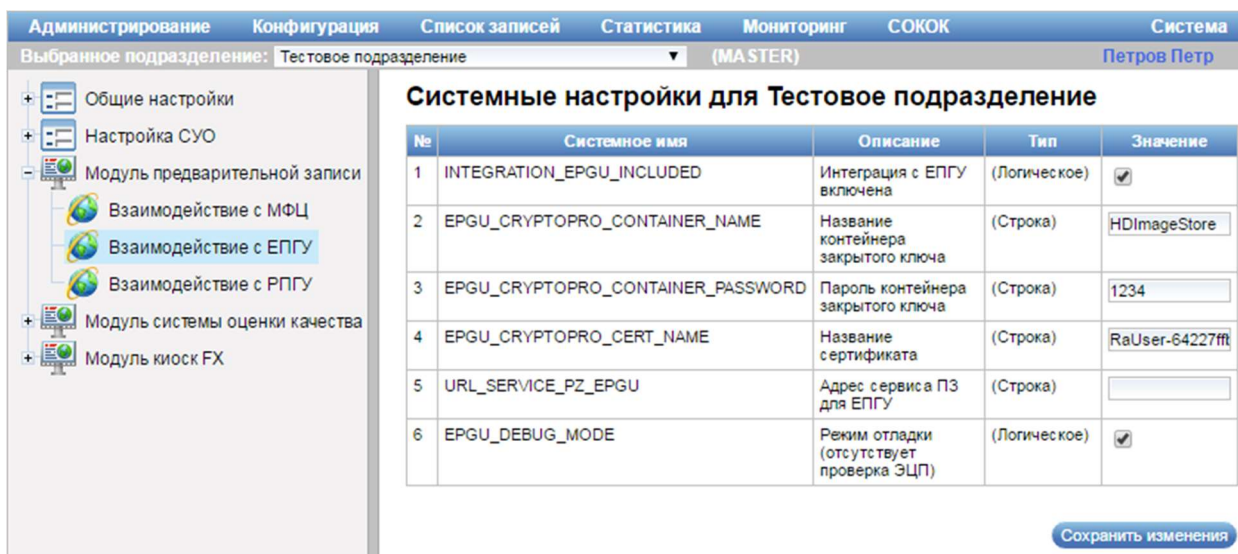 Администрирование Конфигурация Список записей Статистика Мониторинг СОКОК Система
Выбранное подразделение: Тестовое подразделение (MASTER) Петров Петр
Общие настройки
Настройка СУО
Модуль предварительной записи
Взаимодействие с МФЦ
Взаимодействие с ЕПГУ
Взаимодействие с РПГУ
Модуль системы оценки качества
Модуль киоск FX
Системные настройки для Тестовое подразделение
№ Системное имя Описание Тип Значение
1 INTEGRATION_EPGU_INCLUDED Интеграция с ЕПГУ (Логическое)
включена
2 EPGU_CRYPTOPRO_CONTAINER_NAME Название (Строка) HDImageStore
контейнера
закрытого ключа
3 EPGU_CRYPTOPRO_CONTAINER_PASSWORD Пароль контейнера (Строка) 1234
закрытого ключа
4 EPGU_CRYPTOPRO_CERT_NAME Название (Строка) RaUser-64227fft
сертификата
5 URL_SERVICE_PZ_EPGU Адрес сервиса ПЗ (Строка)
для ЕПГУ
6 EPGU_DEBUG_MODE Режим отладки (Логическое)
(отсутствует
проверка ЭЦП)
Сохранить изменения